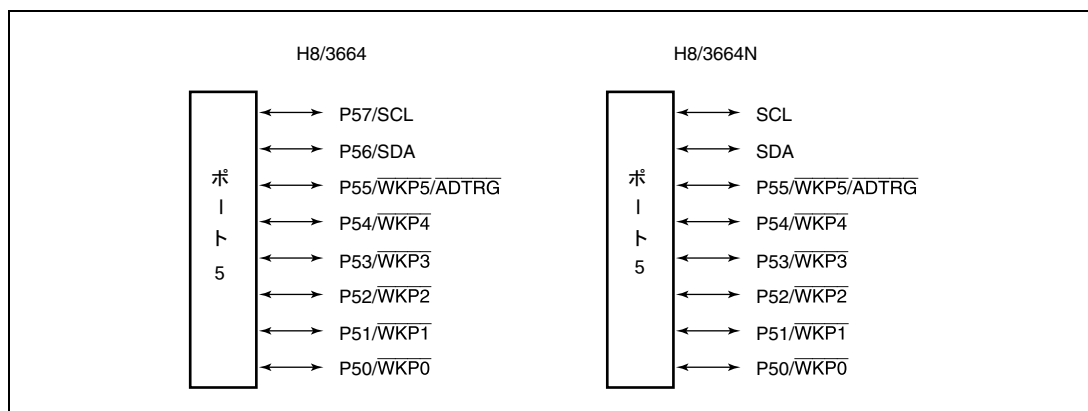 H8/3664
ポート5
P57/SCL
P56/SDA
P55/WKP5/ADTRG
P54/WKP4
P53/WKP3
P52/WKP2
P51/WKP1
P50/WKP0
H8/3664N
ポート5
SCL
SDA
P55/WKP5/ADTRG
P54/WKP4
P53/WKP3
P52/WKP2
P51/WKP1
P50/WKP0